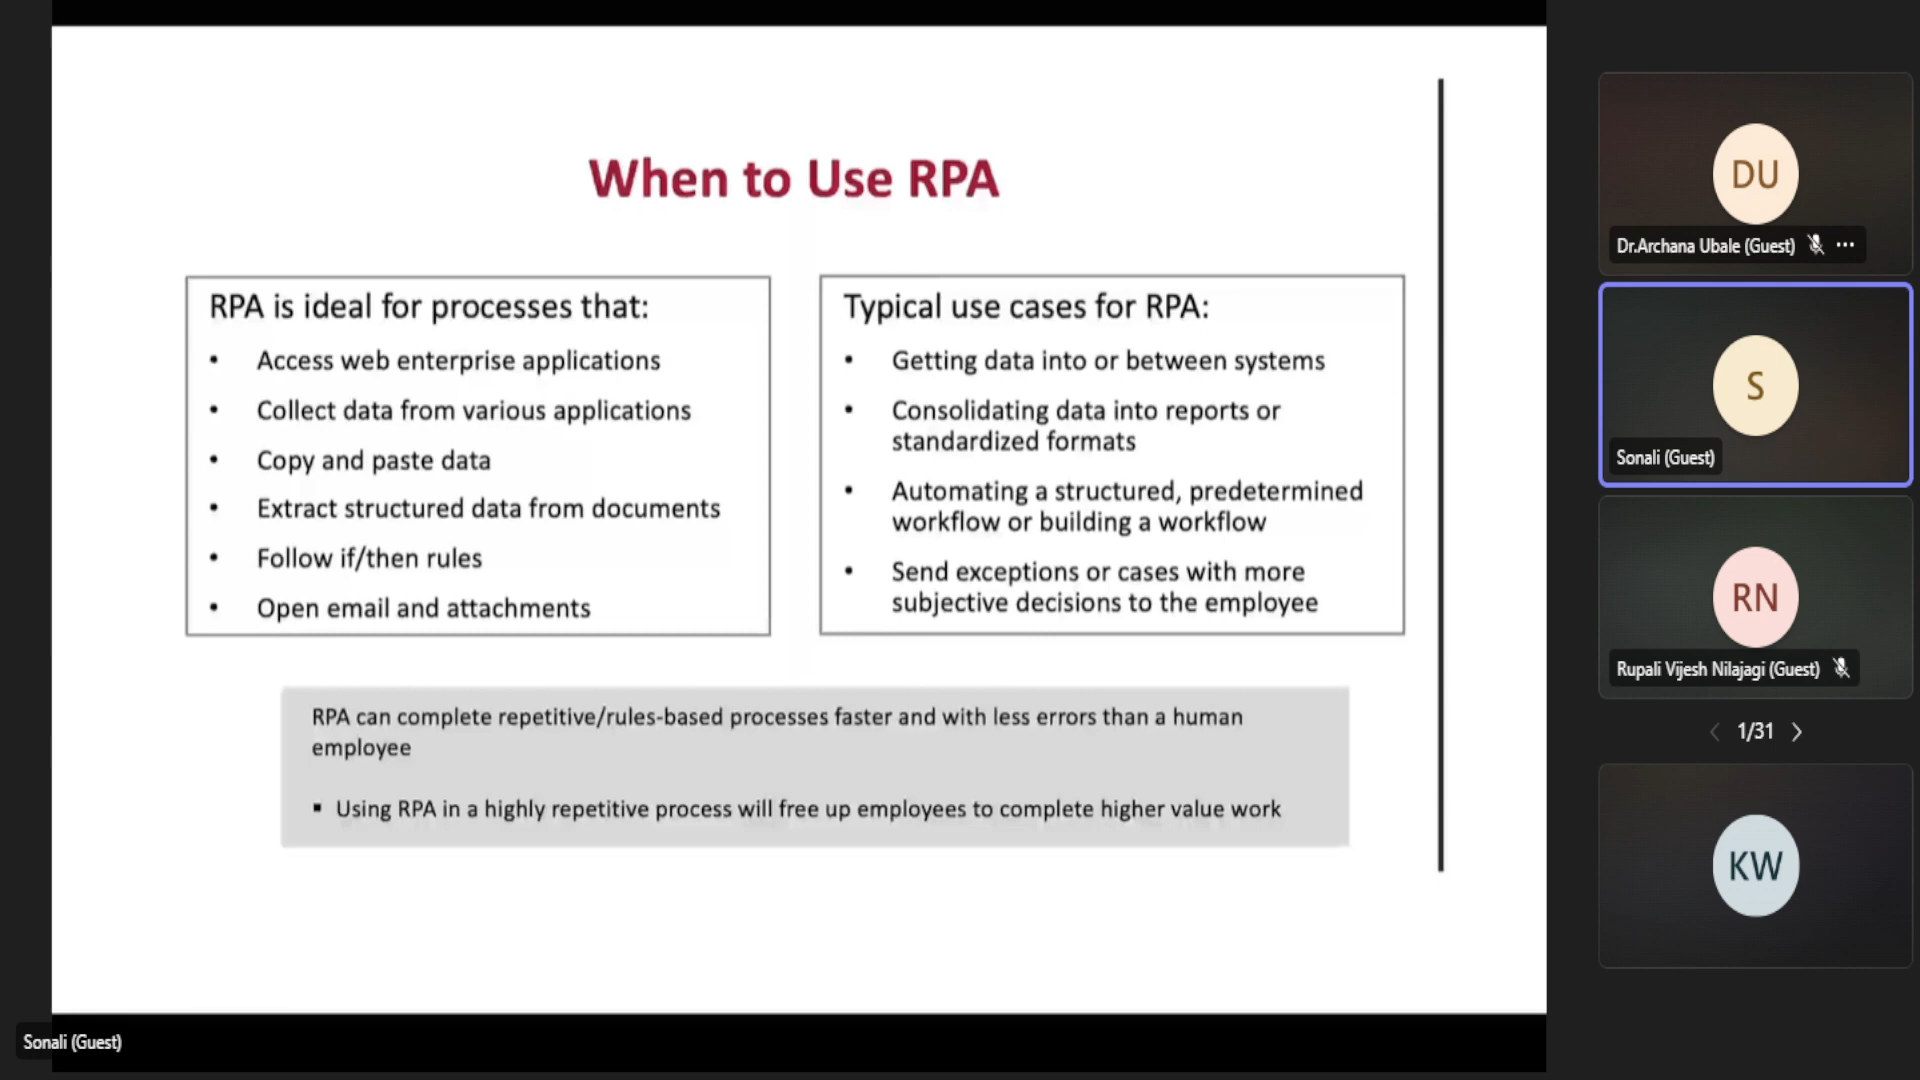 When to Use RPA
RPA is ideal for processes that:
• Access web enterprise applications
• Collect data from various applications
• Copy and paste data
• Extract structured data from documents
• Follow if/then rules
• Open email and attachments
Typical use cases for RPA:
• Getting data into or between systems
• Consolidating data into reports or
standardized formats
• Automating a structured, predetermined
workflow or building a workflow
• Send exceptions or cases with more
subjective decisions to the employee
RPA can complete repetitive/rules-based processes faster and with less errors than a human
employee
▪ Using RPA in a highly repetitive process will free up employees to complete higher value work
Sonali (Guest)
DU
Dr.Archana Ubale (Guest)
S
Sonali (Guest)
RN
Rupali Vijesh Nilajagi (Guest)
1/31
KW